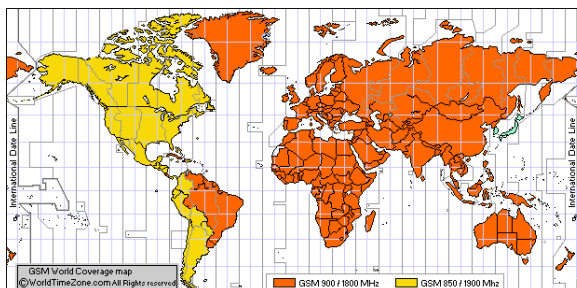 International Date Line
International Date Line
GSM World Coverage map
©WorldTimeZone.com All Rights reserved
GSM 900 / 1800 MHz
GSM 850 / 1900 Mhz